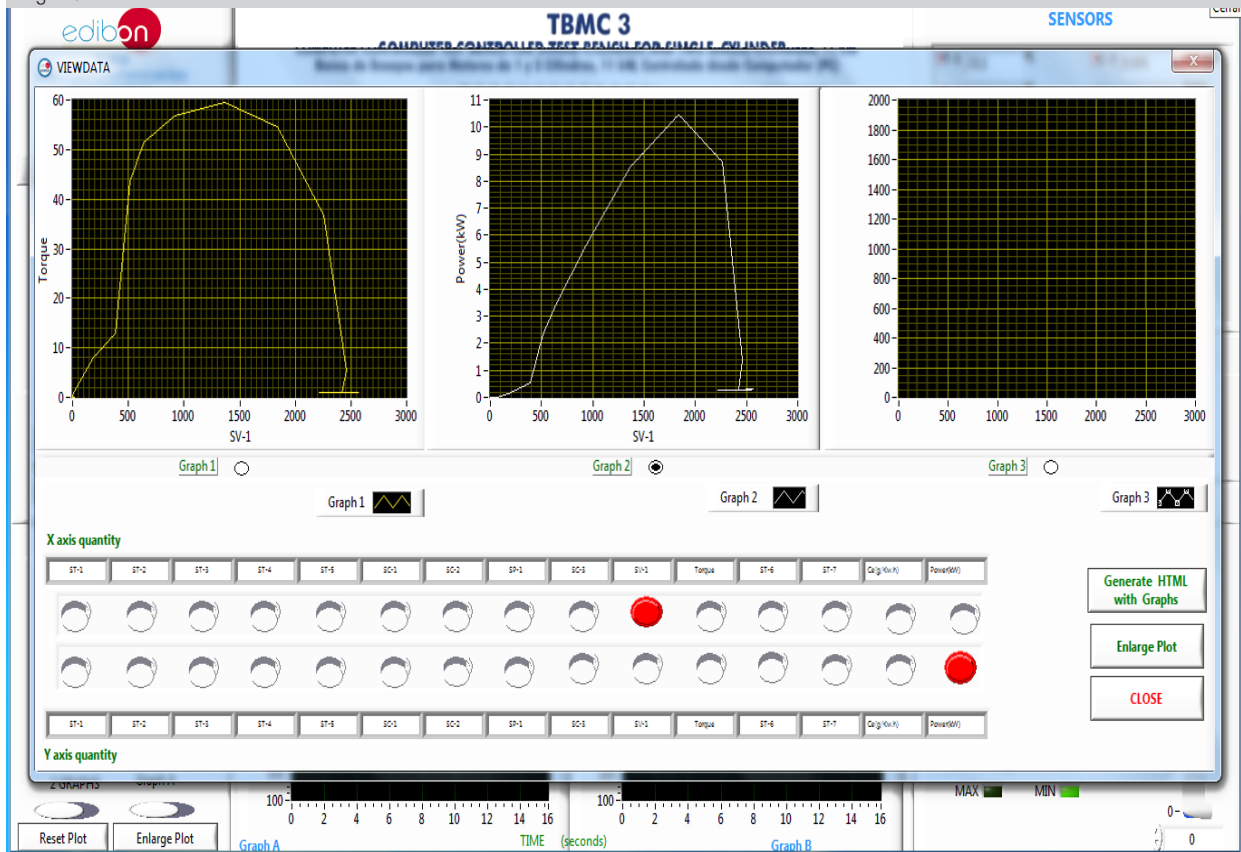 edibon
TBMC 3
SENSORS
VIEWDATA
X
60
50
40
30
20
10
0
Torque
0 500 1000 1500 2000 2500 3000
SV-1
11
10
9
8
7
6
5
4
3
2
1
0
Power(kW)
0 500 1000 1500 2000 2500 3000
SV-1
2000
1800
1600
1400
1200
1000
800
600
400
200
0
0 500 1000 1500 2000 2500 3000
Graph 1 Graph 2 Graph 3
Graph 1 Graph 2 Graph 3
X axis quantity
ST-1 ST-2 ST-3 ST-4 ST-5 SC-1 SC-2 SP-1 SC-3 SV-1 Torque ST-6 ST-7 Ce(g/Kw.h) Power(kW)
Generate HTML
with Graphs
Enlarge Plot
CLOSE
ST-1 ST-2 ST-3 ST-4 ST-5 SC-1 SC-2 SP-1 SC-3 SV-1 Torque ST-6 ST-7 Ce(g/Kw.h) Power(kW)
Y axis quantity
2 GRAPHS
Reset Plot Enlarge Plot
100
0 2 4 6 8 10 12 14 16
Graph A
TIME (seconds)
100
0 2 4 6 8 10 12 14 16
Graph B
MAX MIN
0
0